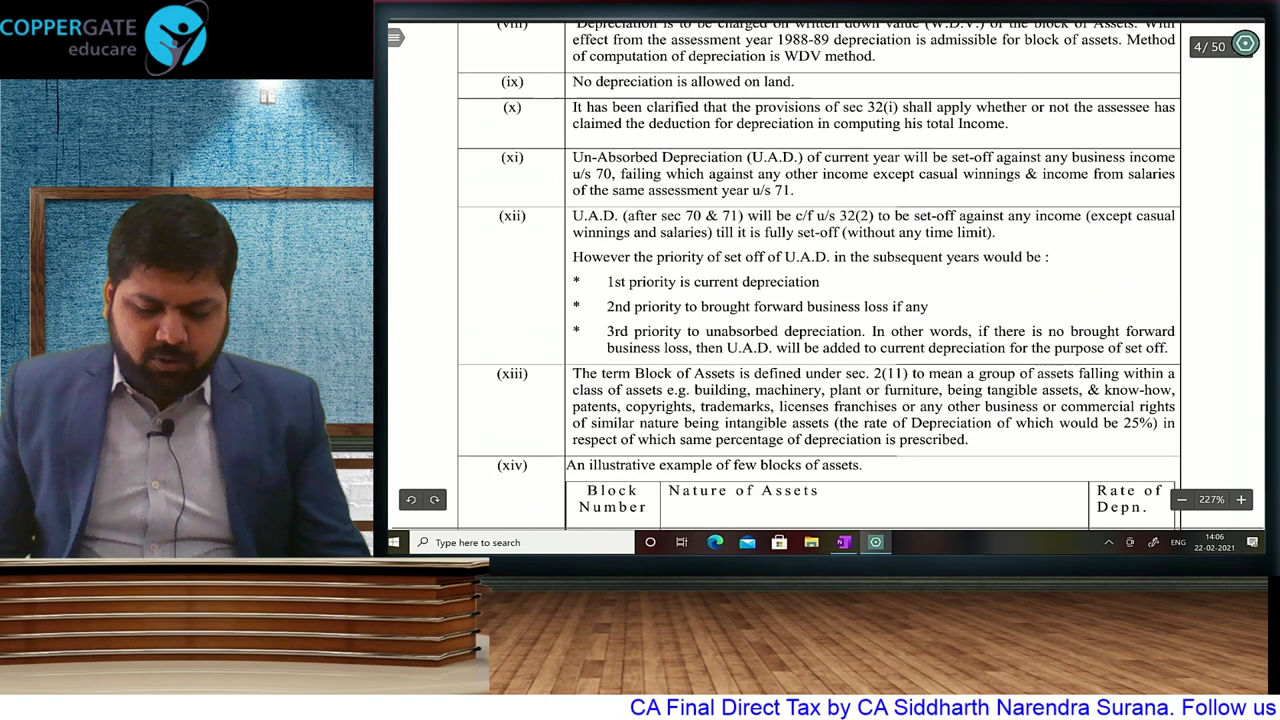 COPPERGATE
educare
(viii) Depreciation is to be charged on written down value (W.D.V.) of the block of Assets. With
effect from the assessment year 1988-89 depreciation is admissible for block of assets. Method
of computation of depreciation is WDV method.
4 / 50
(ix) No depreciation is allowed on land.
(x) It has been clarified that the provisions of sec 32(i) shall apply whether or not the assessee has
claimed the deduction for depreciation in computing his total Income.
(xi) Un-Absorbed Depreciation (U.A.D.) of current year will be set-off against any business income
u/s 70, failing which against any other income except casual winnings & income from salaries
of the same assessment year u/s 71.
(xii) U.A.D. (after sec 70 & 71) will be c/f u/s 32(2) to be set-off against any income (except casual
winnings and salaries) till it is fully set-off (without any time limit).
However the priority of set off of U.A.D. in the subsequent years would be :
* 1st priority is current depreciation
* 2nd priority to brought forward business loss if any
* 3rd priority to unabsorbed depreciation. In other words, if there is no brought forward
business loss, then U.A.D. will be added to current depreciation for the purpose of set off.
(xiii) The term Block of Assets is defined under sec. 2(11) to mean a group of assets falling within a
class of assets e.g. building, machinery, plant or furniture, being tangible assets, & know-how,
patents, copyrights, trademarks, licenses franchises or any other business or commercial rights
of similar nature being intangible assets (the rate of Depreciation of which would be 25%) in
respect of which same percentage of depreciation is prescribed.
(xiv) An illustrative example of few blocks of assets.
Block Nature of Assets Rate of
Number Depn.
227%
Type here to search
ENG
14:06
22-02-2021
CA Final Direct Tax by CA Siddharth Narendra Surana. Follow us